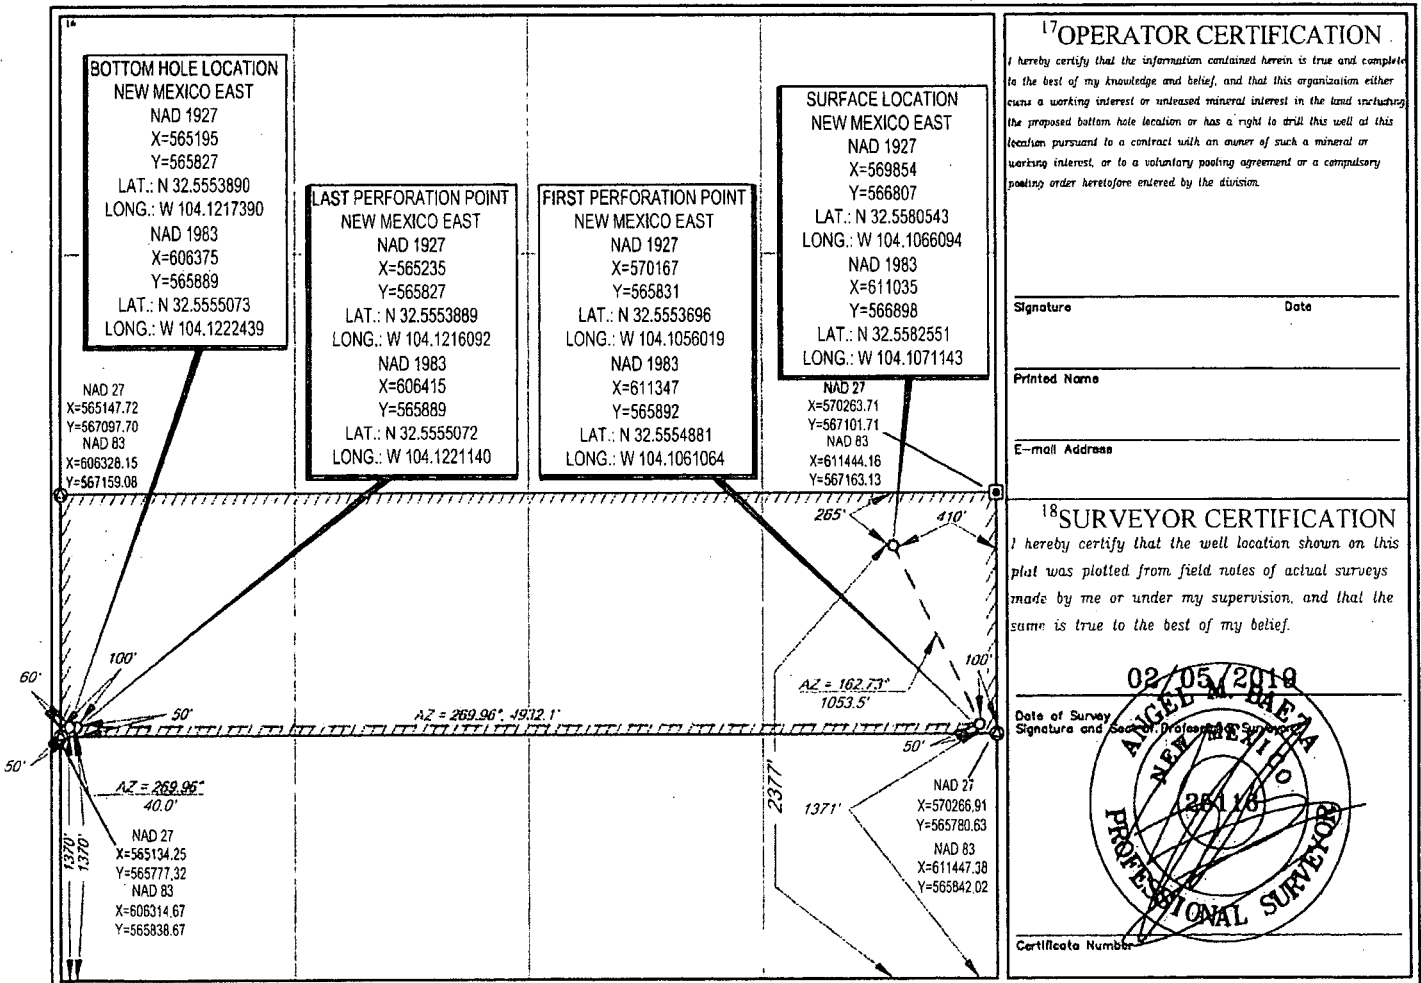 16
BOTTOM HOLE LOCATION
NEW MEXICO EAST
NAD 1927
X=565195
Y=565827
LAT.: N 32.5553890
LONG.: W 104.1217390
NAD 1983
X=606375
Y=565889
LAT.: N 32.5555073
LONG.: W 104.1222439
LAST PERFORATION POINT
NEW MEXICO EAST
NAD 1927
X=565235
Y=565827
LAT.: N 32.5553889
LONG.: W 104.1216092
NAD 1983
X=606415
Y=565889
LAT.: N 32.5555072
LONG.: W 104.1221140
FIRST PERFORATION POINT
NEW MEXICO EAST
NAD 1927
X=570167
Y=565831
LAT.: N 32.5553696
LONG.: W 104.1056019
NAD 1983
X=611347
Y=565892
LAT.: N 32.5554881
LONG.: W 104.1061064
SURFACE LOCATION
NEW MEXICO EAST
NAD 1927
X=569854
Y=566807
LAT.: N 32.5580543
LONG.: W 104.1066094
NAD 1983
X=611035
Y=566898
LAT.: N 32.5582551
LONG.: W 104.1071143
NAD 27
X=565147.72
Y=567097.70
NAD 83
X=606328.15
Y=567159.08
NAD 27
X=570263.71
Y=567101.71
NAD 83
X=611444.16
Y=567163.13
265'
410'
AZ = 162.73°
1053.5'
100'
50'
60'
100'
50'
50'
AZ = 269.96°, 4932.1'
AZ = 269.96°
40.0'
1370'
1370'
2377'
1371'
NAD 27
X=565134.25
Y=565777.32
NAD 83
X=606314.67
Y=565838.67
NAD 27
X=570266.91
Y=565780.63
NAD 83
X=611447.38
Y=565842.02
17 OPERATOR CERTIFICATION
I hereby certify that the information contained herein is true and complete
to the best of my knowledge and belief, and that this organization either
owns a working interest or unleased mineral interest in the land including
the proposed bottom hole location or has a right to drill this well at this
location pursuant to a contract with an owner of such a mineral or
working interest, or to a voluntary pooling agreement or a compulsory
pooling order heretofore entered by the division.
Signature Date
Printed Name
E-mail Address
18 SURVEYOR CERTIFICATION
I hereby certify that the well location shown on this
plat was plotted from field notes of actual surveys
made by me or under my supervision, and that the
same is true to the best of my belief.
02 05 2019
Date of Survey
Signature and Seal of Professional Surveyor
ANGEL M. BAEZA
NEW MEXICO
PROFESSIONAL SURVEYOR
Certificate Number